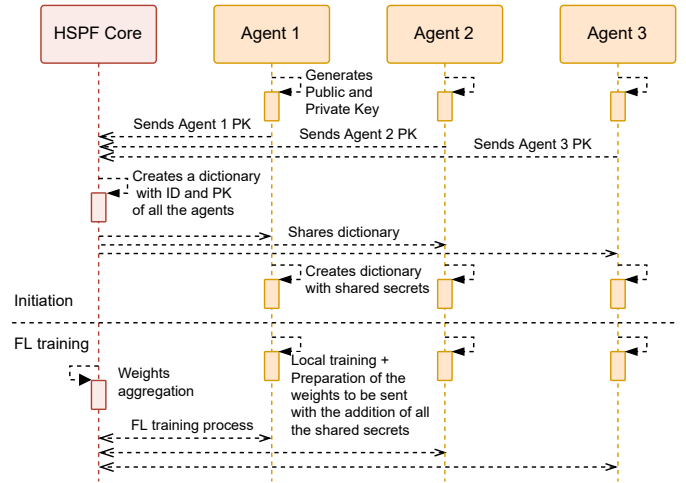 HSPF Core
Agent 1
Agent 2
Agent 3
Generates
Public and
Private Key
Sends Agent 1 PK
Sends Agent 2 PK
Sends Agent 3 PK
Creates a dictionary
with ID and PK
of all the agents
Shares dictionary
Creates dictionary
with shared secrets
Initiation
FL training
Weights
aggregation
Local training +
Preparation of the
weights to be sent
with the addition of all
the shared secrets
FL training process